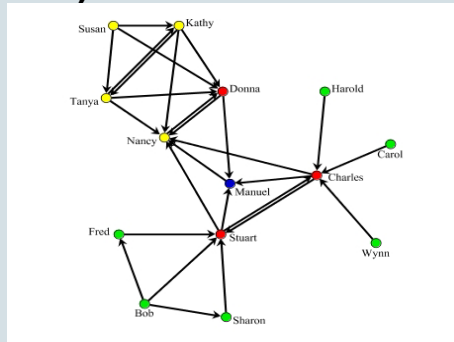 Susan
Kathy
Tanya
Donna
Harold
Nancy
Carol
Charles
Manuel
Fred
Stuart
Wynn
Bob
Sharon